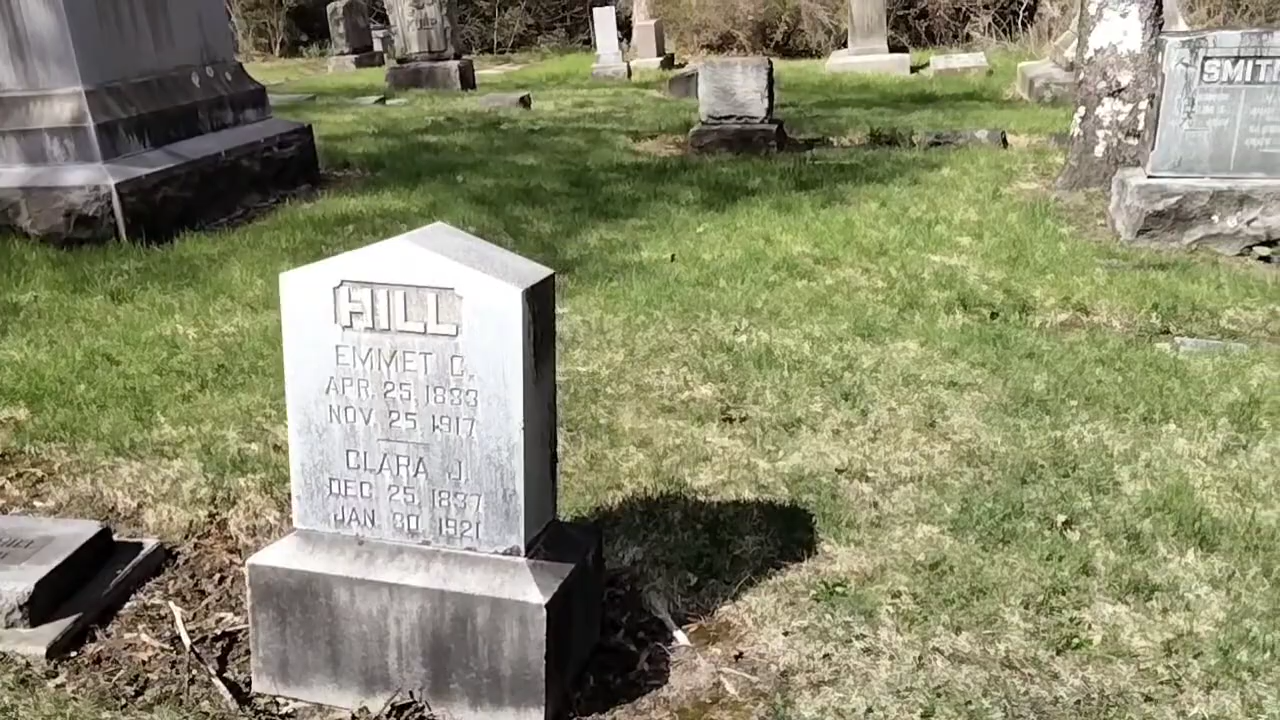 HILL
EMMET C.
APR. 25, 1833
NOV. 25, 1917
CLARA J.
DEC. 25, 1837
JAN. 30, 1921
SMITH